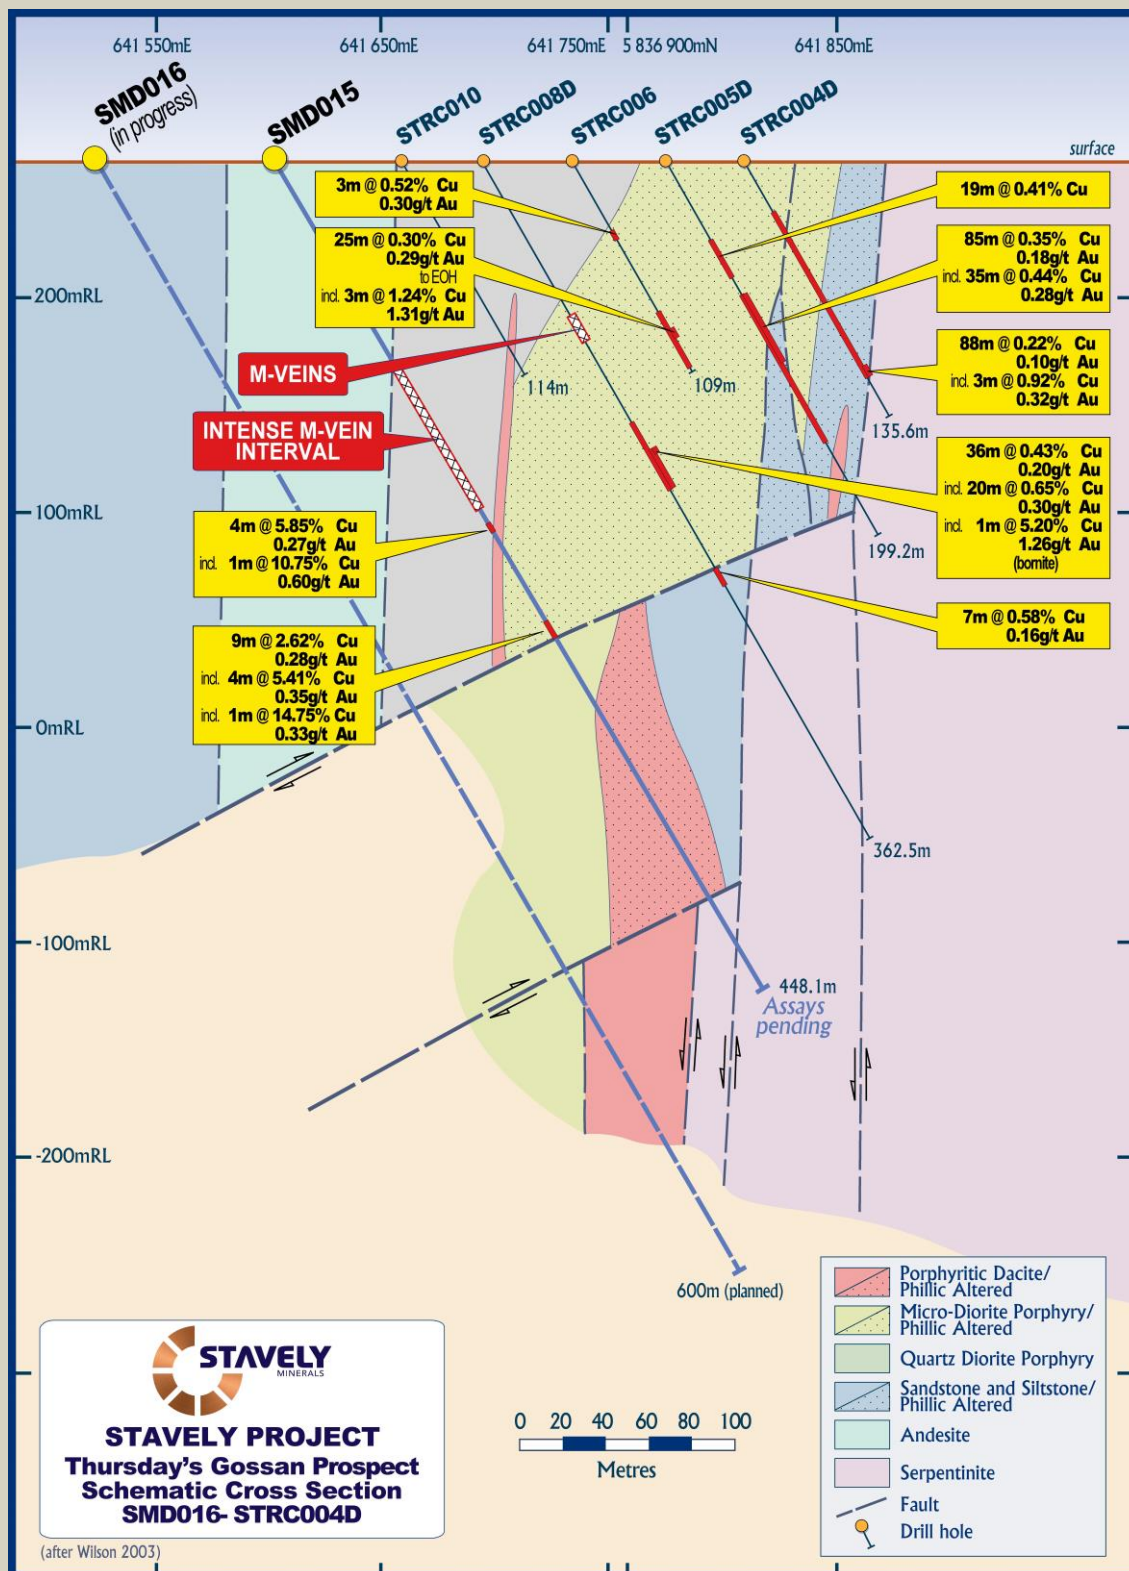 641 550mE
641 650mE
641 750mE
5 836 900mN
641 850mE
SMD016
(in progress)
SMD015
STRC010
STRC008D
STRC006
STRC005D
STRC004D
surface
3m @ 0.52% Cu
0.30g/t Au
25m @ 0.30% Cu
0.29g/t Au
to EOH
incl. 3m @ 1.24% Cu
1.31g/t Au
M-VEINS
INTENSE M-VEIN
INTERVAL
4m @ 5.85% Cu
0.27g/t Au
incl. 1m @ 10.75% Cu
0.60g/t Au
9m @ 2.62% Cu
0.28g/t Au
incl. 4m @ 5.41% Cu
0.35g/t Au
incl. 1m @ 14.75% Cu
0.33g/t Au
19m @ 0.41% Cu
85m @ 0.35% Cu
0.18g/t Au
incl. 35m @ 0.44% Cu
0.28g/t Au
88m @ 0.22% Cu
0.10g/t Au
incl. 3m @ 0.92% Cu
0.32g/t Au
36m @ 0.43% Cu
0.20g/t Au
incl. 20m @ 0.65% Cu
0.30g/t Au
incl. 1m @ 5.20% Cu
1.26g/t Au
(bornite)
7m @ 0.58% Cu
0.16g/t Au
200mRL
100mRL
0mRL
-100mRL
-200mRL
114m
109m
135.6m
199.2m
362.5m
448.1m
Assays
pending
600m (planned)
STAVELY
MINERALS
STAVELY PROJECT
Thursday's Gossan Prospect
Schematic Cross Section
SMD016- STRC004D
(after Wilson 2003)
0 20 40 60 80 100
Metres
Porphyritic Dacite/
Phillic Altered
Micro-Diorite Porphyry/
Phillic Altered
Quartz Diorite Porphyry
Sandstone and Siltstone/
Phillic Altered
Andesite
Serpentinite
Fault
Drill hole